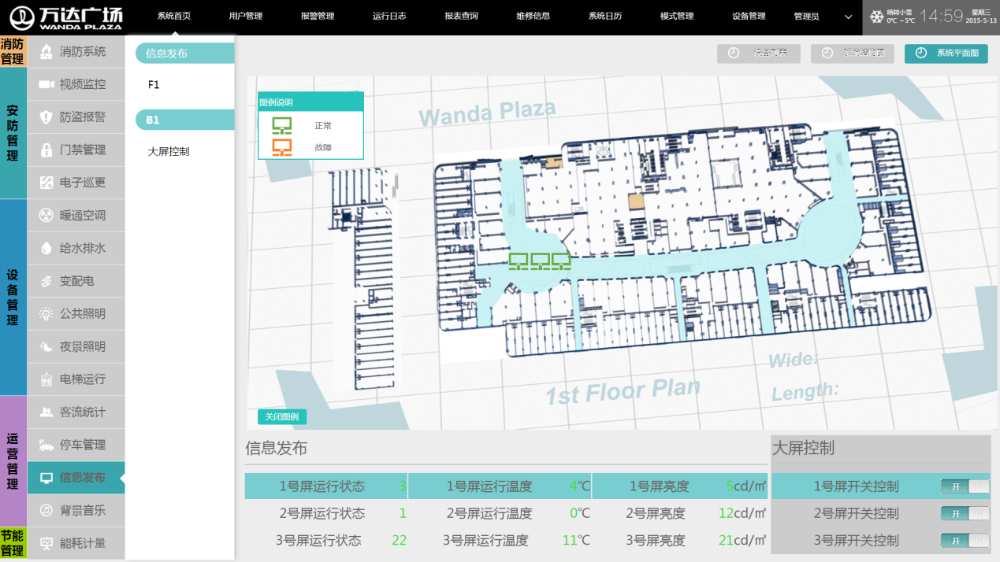 万达广场
WANDA PLAZA
系统首页
用户管理
报警管理
运行日志
报表查询
维修信息
系统日历
模式管理
设备管理
管理员
晴转小雪
0℃ ~ 5℃
14:59
星期三
2015-5-13
消防
管理
安防管理
设备管理
运营管理
节能
管理
消防系统
视频监控
防盗报警
门禁管理
电子巡更
暖通空调
给水排水
变配电
公共照明
夜景照明
电梯运行
客流统计
停车管理
信息发布
背景音乐
能耗计量
信息发布
F1
B1
大屏控制
设备列表
系统平面图
图例说明
正常
故障
Wanda Plaza
1st Floor Plan
Wide:
Length:
关闭图例
信息发布
1号屏运行状态 3 1号屏运行温度 4℃ 1号屏亮度 5cd/㎡
2号屏运行状态 1 2号屏运行温度 0℃ 2号屏亮度 12cd/㎡
3号屏运行状态 22 3号屏运行温度 11℃ 3号屏亮度 21cd/㎡
大屏控制
1号屏开关控制 开
2号屏开关控制 开
3号屏开关控制 开